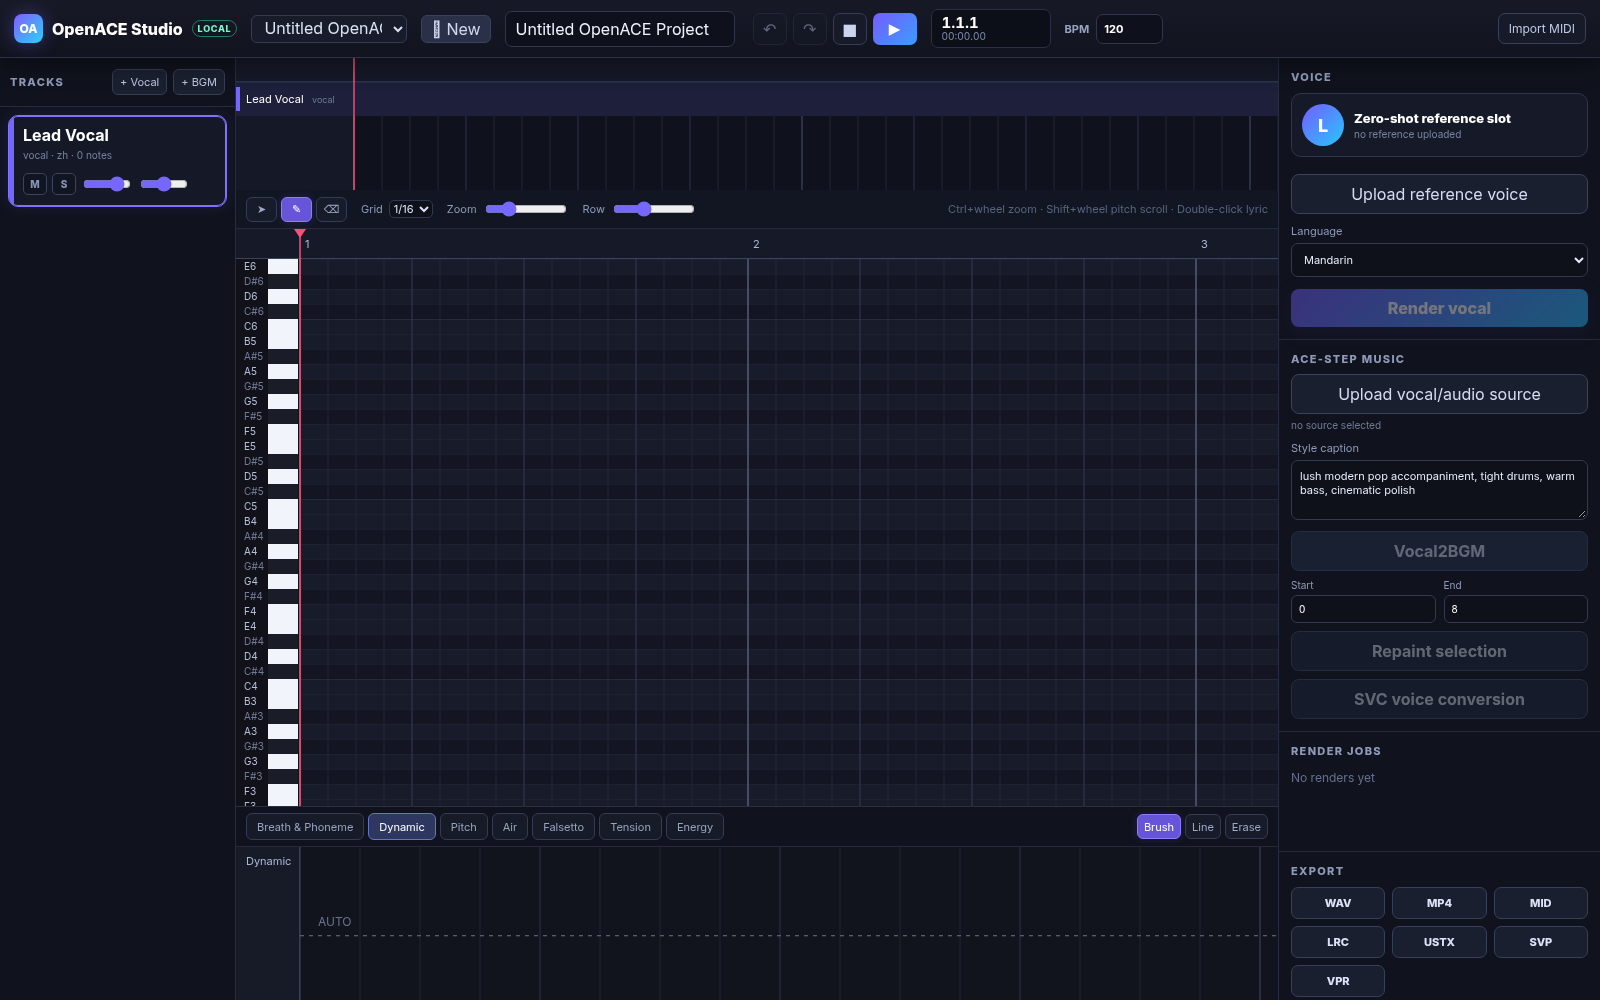 OA OpenACE Studio LOCAL Untitled OpenAC New Untitled OpenACE Project 1.1.1 00:00.00 BPM 120 Import MIDI
TRACKS + Vocal + BGM
Lead Vocal
vocal · zh · 0 notes
M S
Lead Vocal vocal
Grid 1/16 Zoom Row Ctrl+wheel zoom · Shift+wheel pitch scroll · Double-click lyric
1 2 3
E6
D#6
D6
C#6
C6
B5
A#5
A5
G#5
G5
F#5
F5
E5
D#5
D5
C#5
C5
B4
A#4
A4
G#4
G4
F#4
F4
E4
D#4
D4
C#4
C4
B3
A#3
A3
G#3
G3
F#3
F3
E3
Breath & Phoneme Dynamic Pitch Air Falsetto Tension Energy Brush Line Erase
Dynamic
AUTO
VOICE
L
Zero-shot reference slot
no reference uploaded
Upload reference voice
Language
Mandarin
Render vocal
ACE-STEP MUSIC
Upload vocal/audio source
no source selected
Style caption
lush modern pop accompaniment, tight drums, warm
bass, cinematic polish
Vocal2BGM
Start End
0 8
Repaint selection
SVC voice conversion
RENDER JOBS
No renders yet
EXPORT
WAV MP4 MID
LRC USTX SVP
VPR